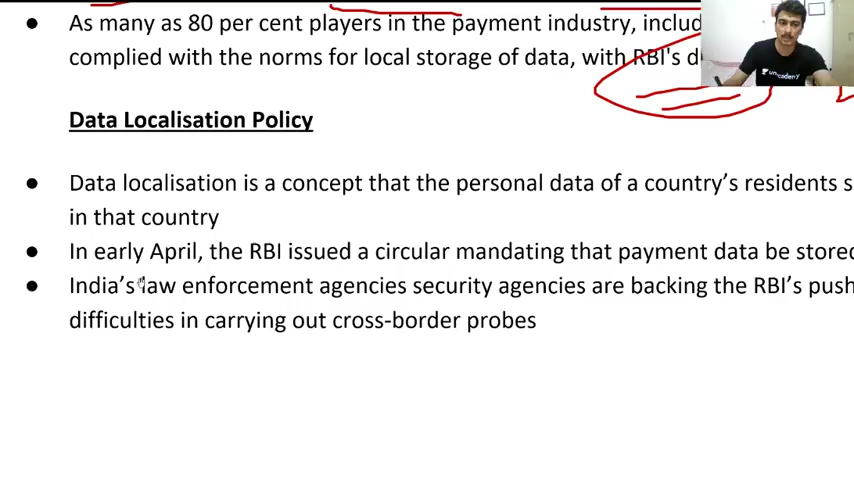 As many as 80 per cent players in the payment industry, includ
complied with the norms for local storage of data, with RBI's d
unacademy
Data Localisation Policy
Data localisation is a concept that the personal data of a country's residents s
in that country
In early April, the RBI issued a circular mandating that payment data be stored
India's law enforcement agencies security agencies are backing the RBI's push
difficulties in carrying out cross-border probes